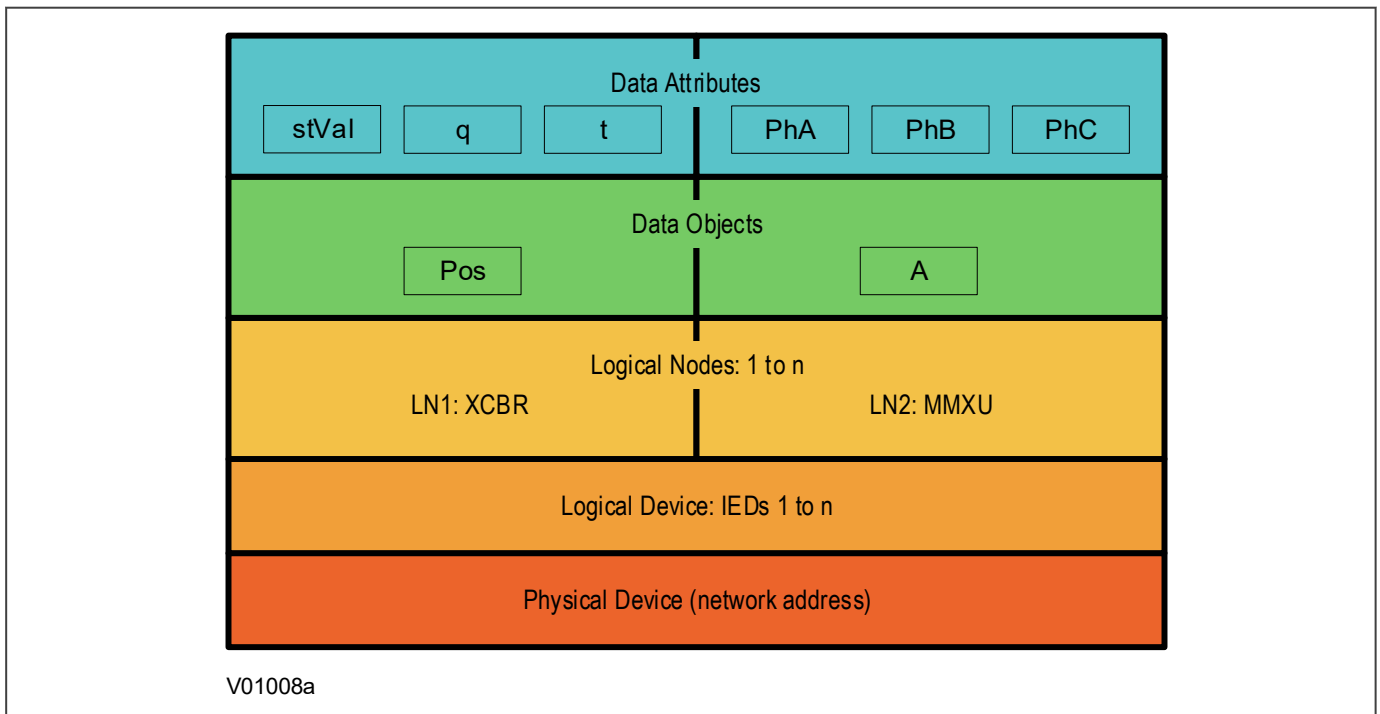 Data Attributes
stVal q t PhA PhB PhC
Data Objects
Pos A
Logical Nodes: 1 to n
LN1: XCBR LN2: MMXU
Logical Device: IEDs 1 to n
Physical Device (network address)
V01008a